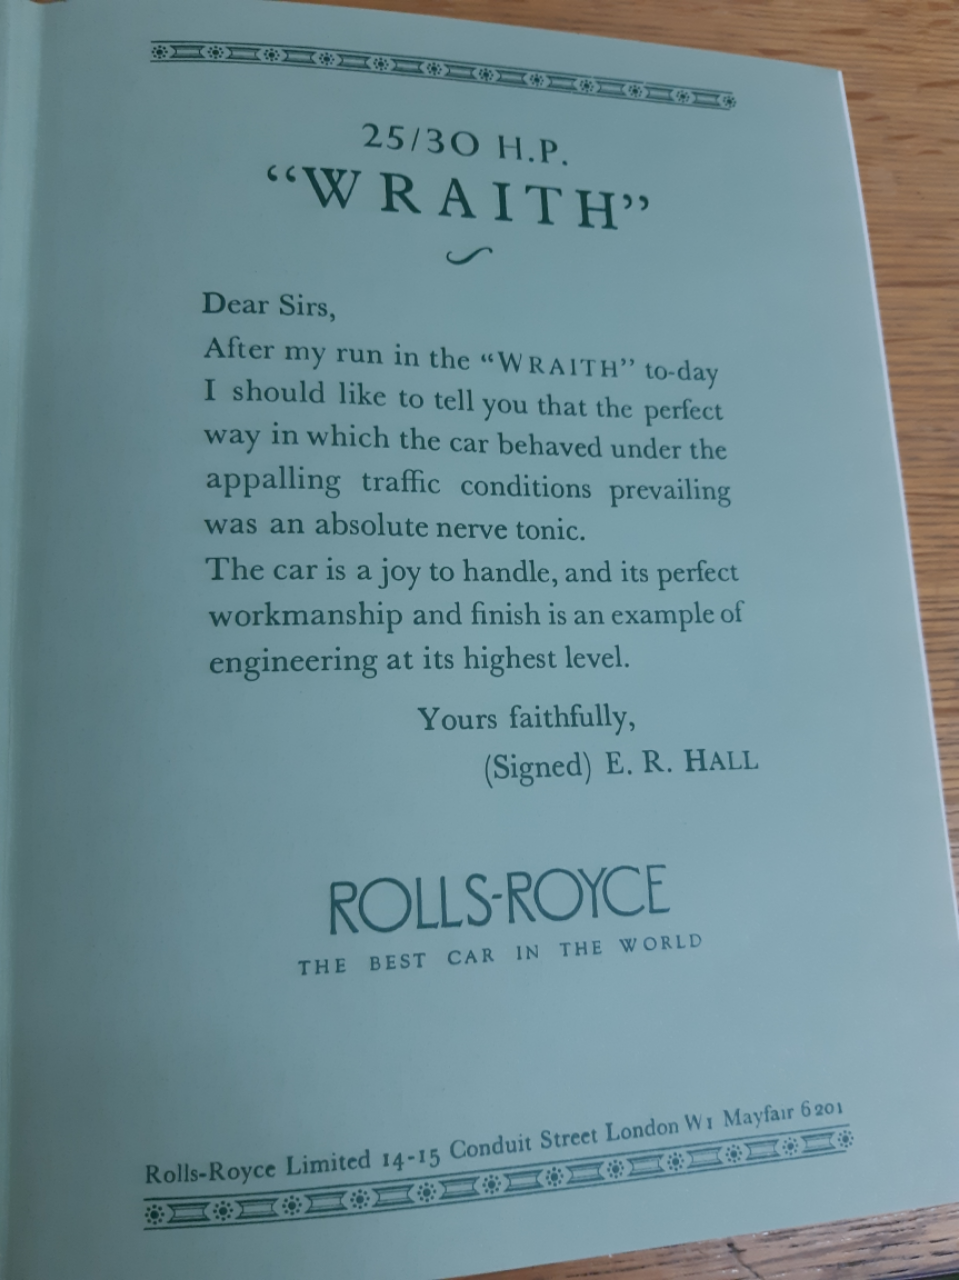 25/30 H.P.
“WRAITH”
Dear Sirs,
After my run in the “WRAITH” to-day
I should like to tell you that the perfect
way in which the car behaved under the
appalling traffic conditions prevailing
was an absolute nerve tonic.
The car is a joy to handle, and its perfect
workmanship and finish is an example of
engineering at its highest level.
Yours faithfully,
(Signed) E. R. HALL
ROLLS-ROYCE
THE BEST CAR IN THE WORLD
Rolls-Royce Limited 14-15 Conduit Street London W1 Mayfair 6201